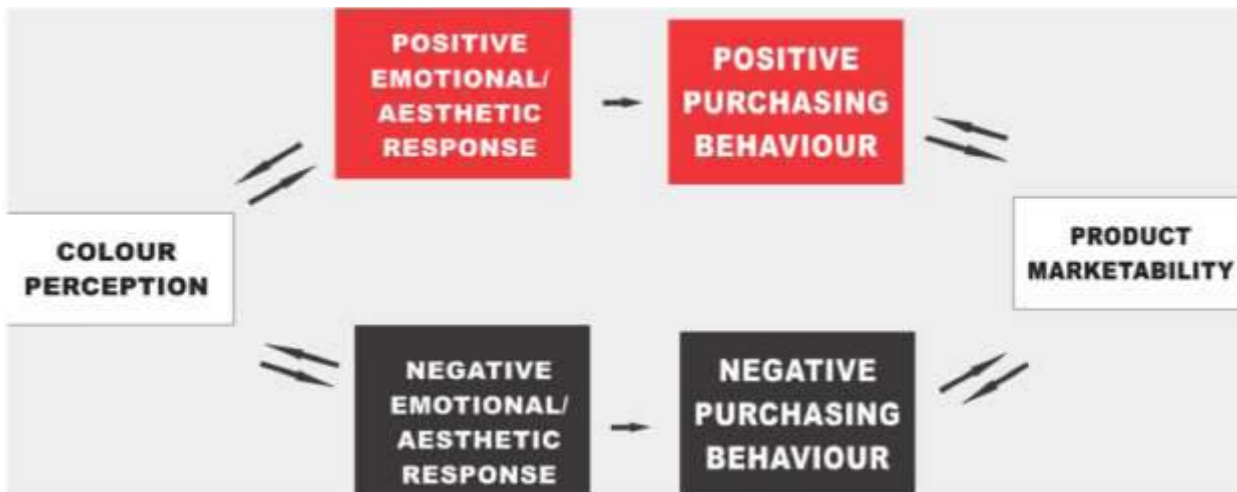 POSITIVE
EMOTIONAL/
AESTHETIC
RESPONSE
POSITIVE
PURCHASING
BEHAVIOUR
COLOUR
PERCEPTION
PRODUCT
MARKETABILITY
NEGATIVE
EMOTIONAL/
AESTHETIC
RESPONSE
NEGATIVE
PURCHASING
BEHAVIOUR